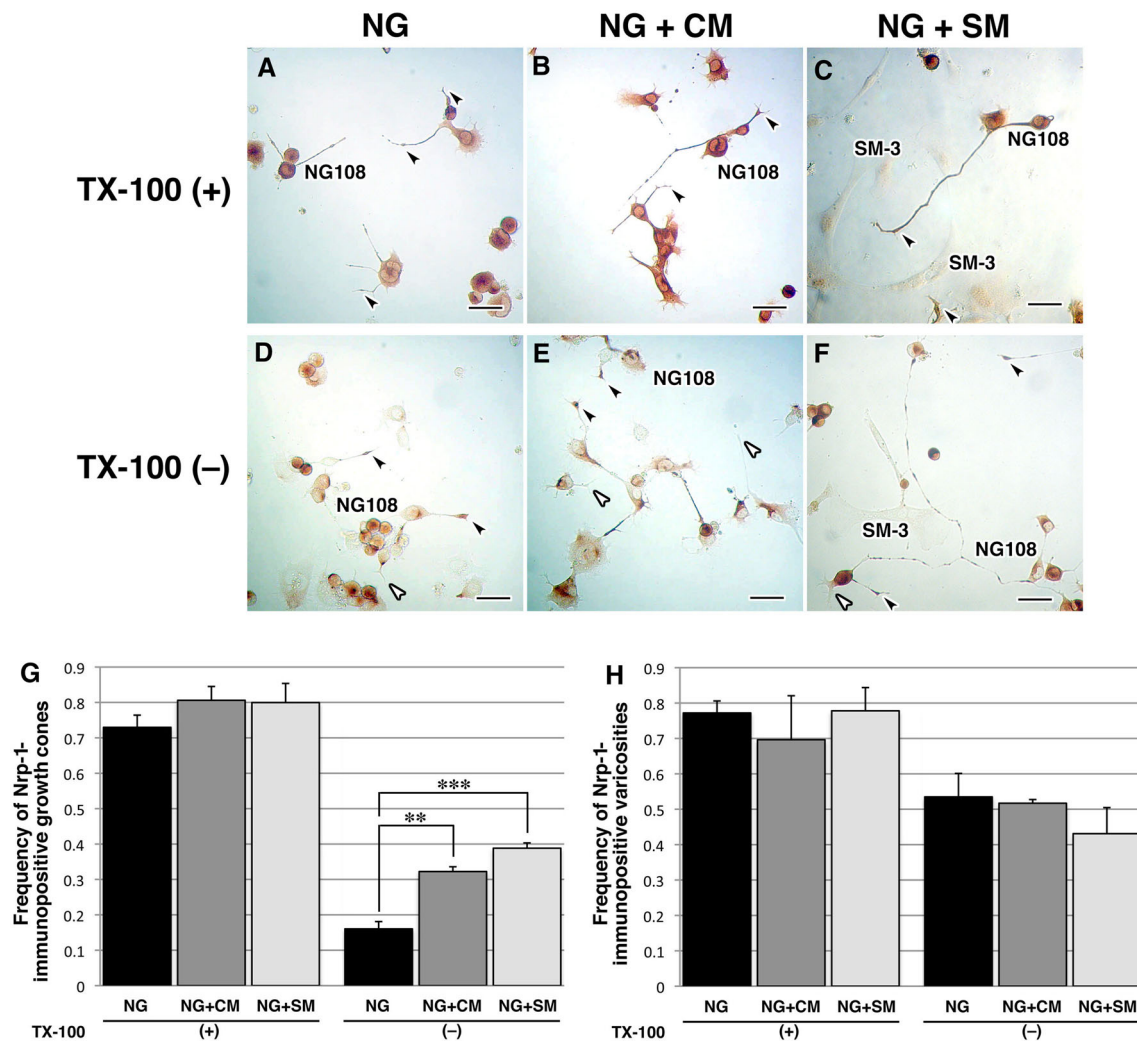 NG NG + CM NG + SM
TX-100 (+)
A
NG108
B
NG108
C
SM-3
NG108
SM-3
TX-100 (–)
D
NG108
E
NG108
F
SM-3
NG108
G
Frequency of Nrp-1-
immunopositive growth cones
0.9
0.8
0.7
0.6
0.5
0.4
0.3
0.2
0.1
0
***
**
NG NG+CM NG+SM NG NG+CM NG+SM
TX-100 (+) (–)
H
Frequency of Nrp-1-
immunopositive varicosities
0.9
0.8
0.7
0.6
0.5
0.4
0.3
0.2
0.1
0
NG NG+CM NG+SM NG NG+CM NG+SM
TX-100 (+) (–)